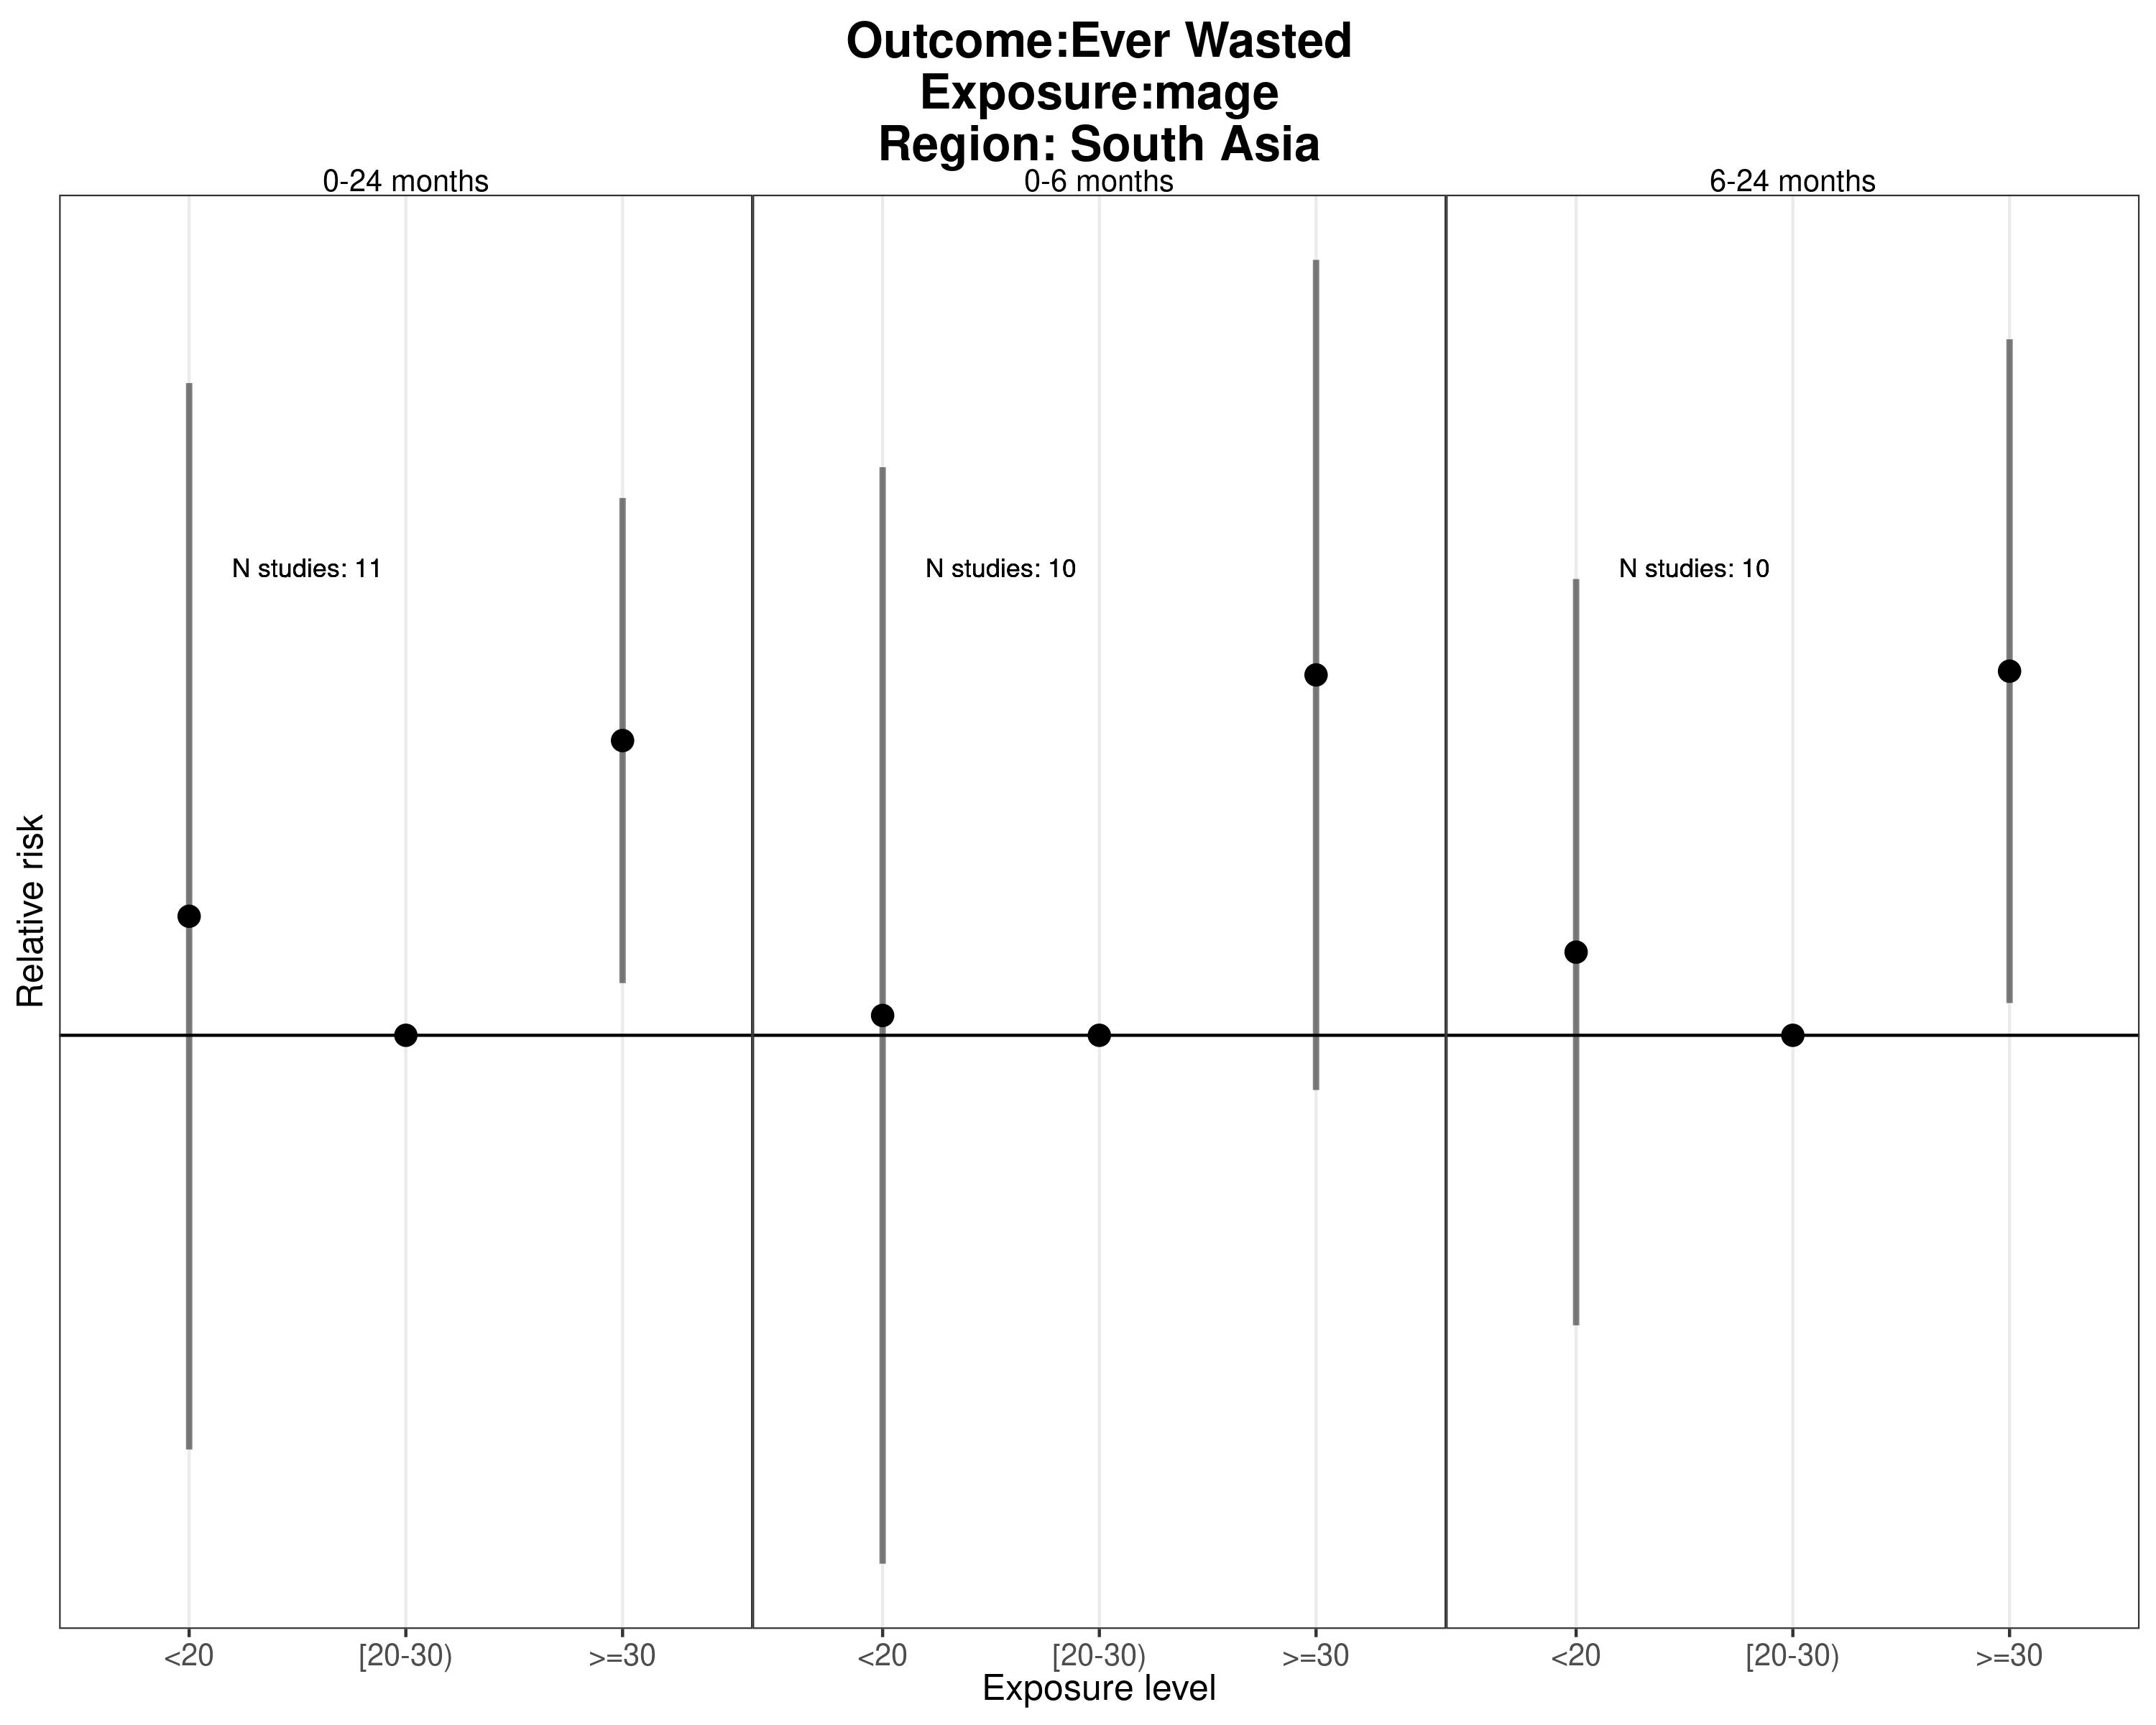 Outcome:Ever Wasted
Exposure:mage
Region: South Asia
0-24 months
0-6 months
6-24 months
N studies: 11
N studies: 10
N studies: 10
Relative risk
<20
[20-30)
>=30
<20
[20-30)
>=30
<20
[20-30)
>=30
Exposure level